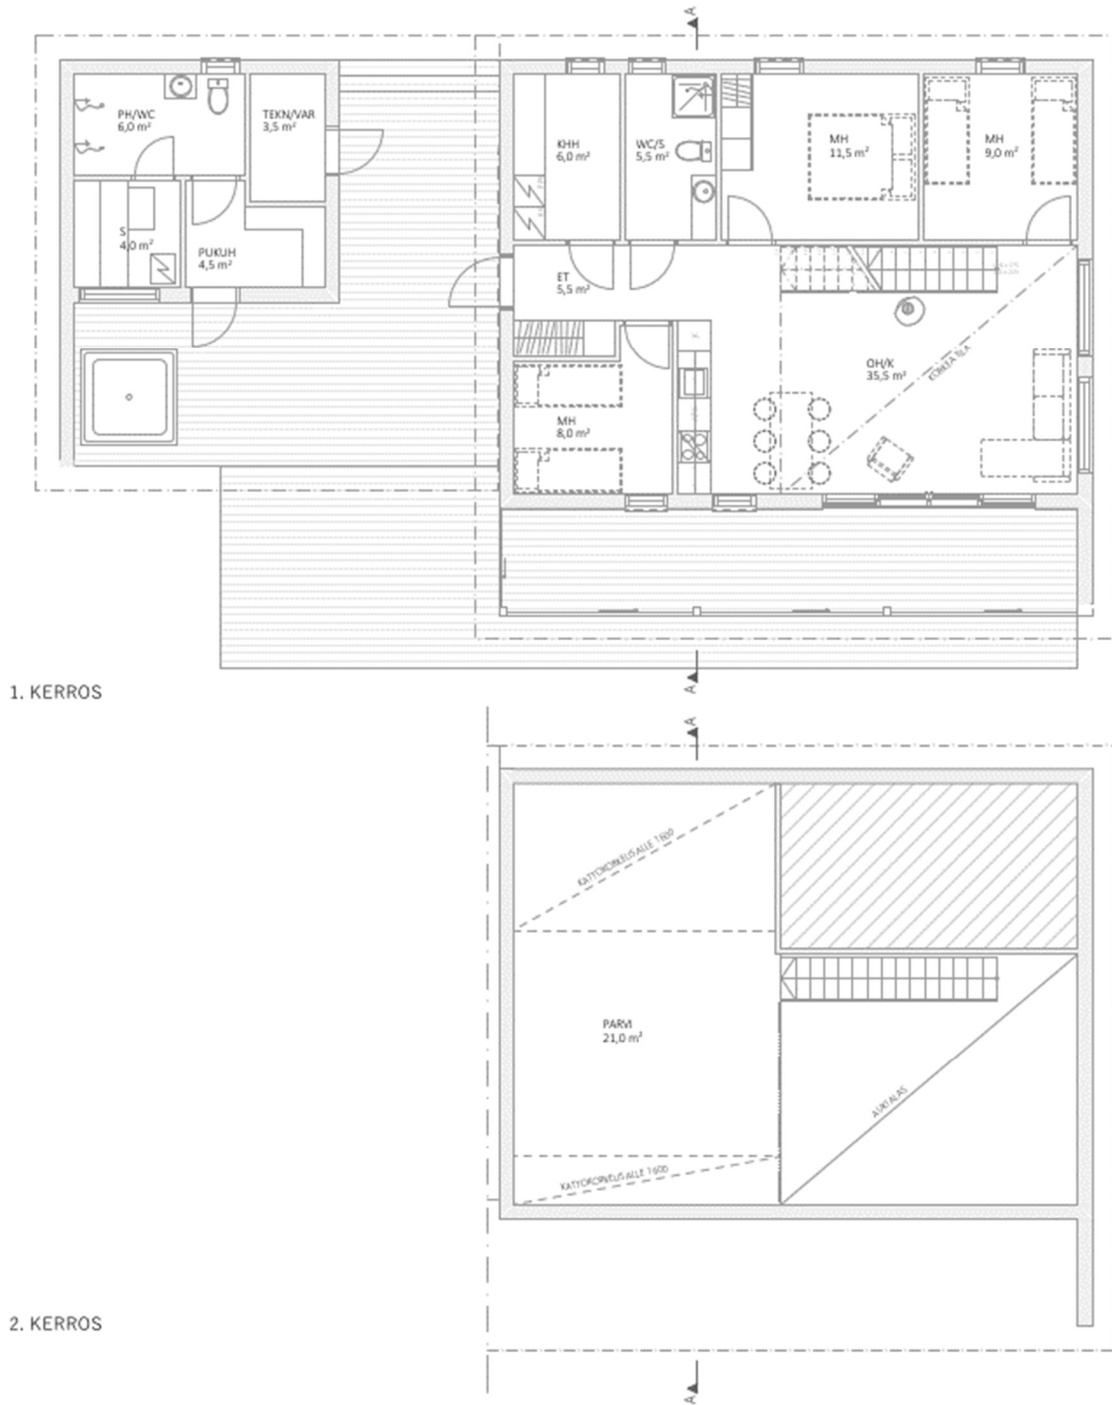 A
PH/WC
6,0 m²
TEKN/VAR
3,5 m²
KHH
6,0 m²
WC/S
5,5 m²
MH
11,5 m²
MH
9,0 m²
S
4,0 m²
PUKUH
4,5 m²
ET
5,5 m²
OH/K
35,5 m²
KORKEA TILA
MH
8,0 m²
A
1. KERROS
A
KATTOKORKEUS ALLE 1600
PARVI
21,0 m²
AUKTALAS
KATTOKORKEUS ALLE 1600
2. KERROS
A